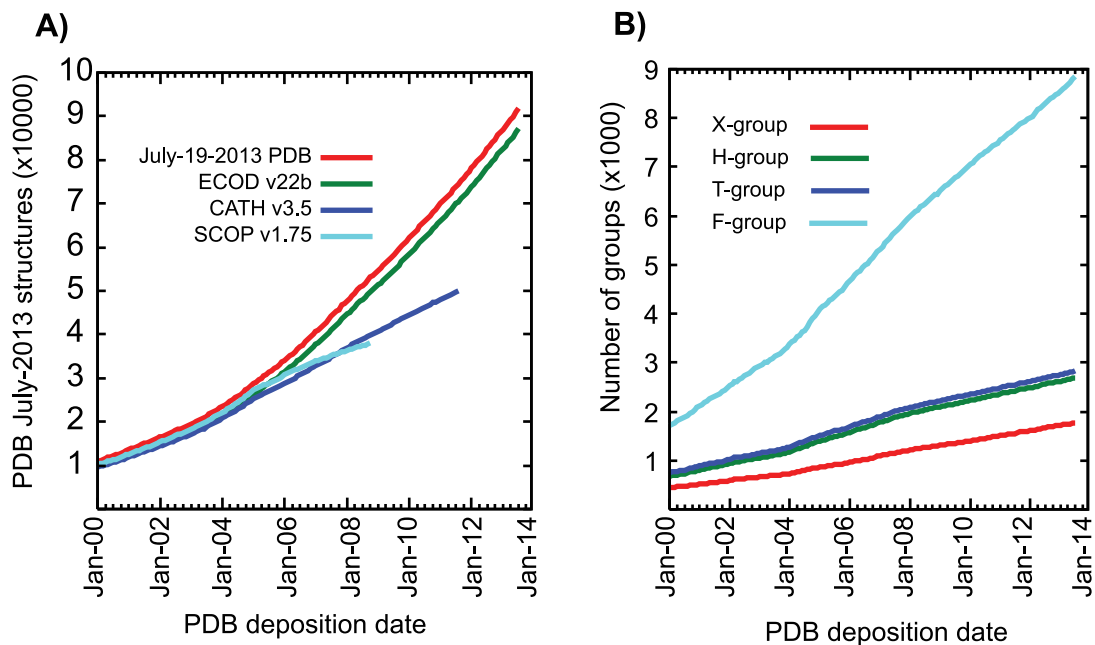 A)
PDB July-2013 structures (x10000)
10
9
8
7
6
5
4
3
2
1
July-19-2013 PDB
ECOD v22b
CATH v3.5
SCOP v1.75
Jan-00
Jan-02
Jan-04
Jan-06
Jan-08
Jan-10
Jan-12
Jan-14
PDB deposition date
B)
Number of groups (x1000)
9
8
7
6
5
4
3
2
1
X-group
H-group
T-group
F-group
Jan-00
Jan-02
Jan-04
Jan-06
Jan-08
Jan-10
Jan-12
Jan-14
PDB deposition date